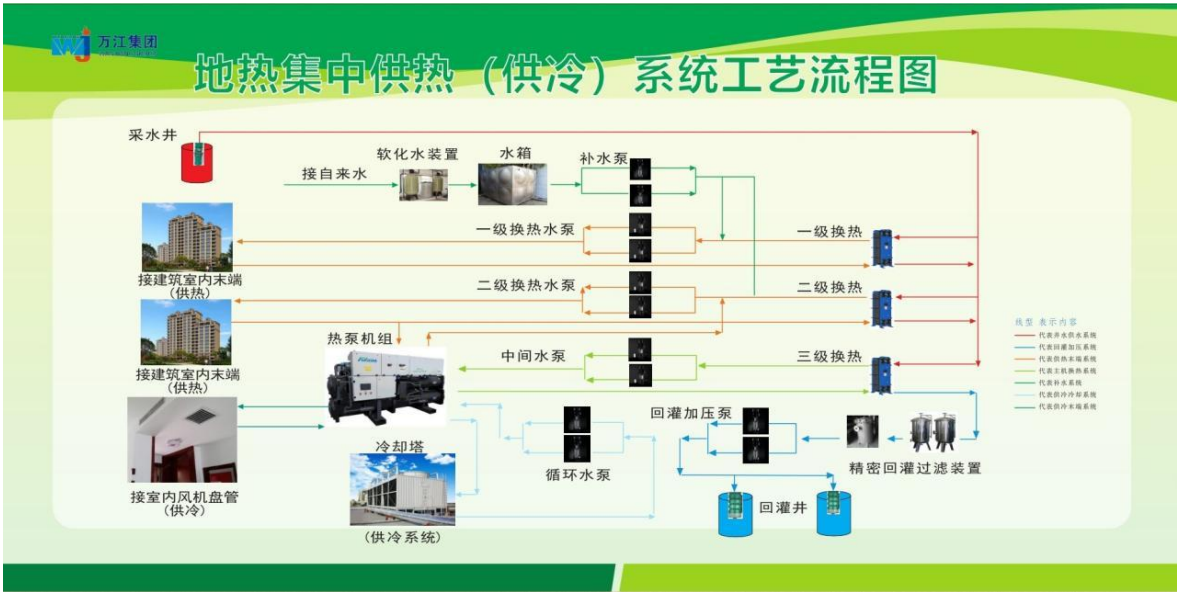 WJ 万江集团
地热集中供热（供冷）系统工艺流程图
采水井
接自来水
软化水装置
水箱
补水泵
一级换热水泵
一级换热
接建筑室内末端
(供热)
二级换热水泵
二级换热
热泵机组
中间水泵
三级换热
接建筑室内末端
(供热)
线型 表示内容
代表井水供水系统
代表回灌加压系统
代表供热末端系统
代表主机换热系统
代表补水系统
代表供冷冷却系统
代表供冷末端系统
冷却塔
循环水泵
回灌加压泵
精密回灌过滤装置
接室内风机盘管
(供冷)
(供冷系统)
回灌井